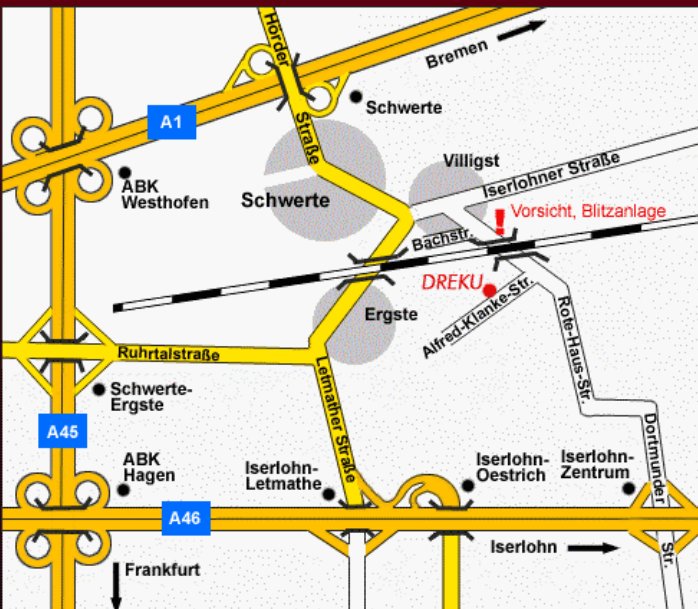 Hörder
Straße
Bremen
Schwerte
A1
Villigst
Iserlohner Straße
ABK
Westhofen
Schwerte
Vorsicht, Blitzanlage
Bachstr.
DREKU
Ergste
Alfred-Klanke-Str.
Rote-Haus-Str.
Ruhrtalstraße
Letmather Straße
Schwerte-
Ergste
A45
Dortmunder
Str.
ABK
Hagen
Iserlohn-
Letmathe
Iserlohn-
Oestrich
Iserlohn-
Zentrum
A46
Iserlohn
Frankfurt